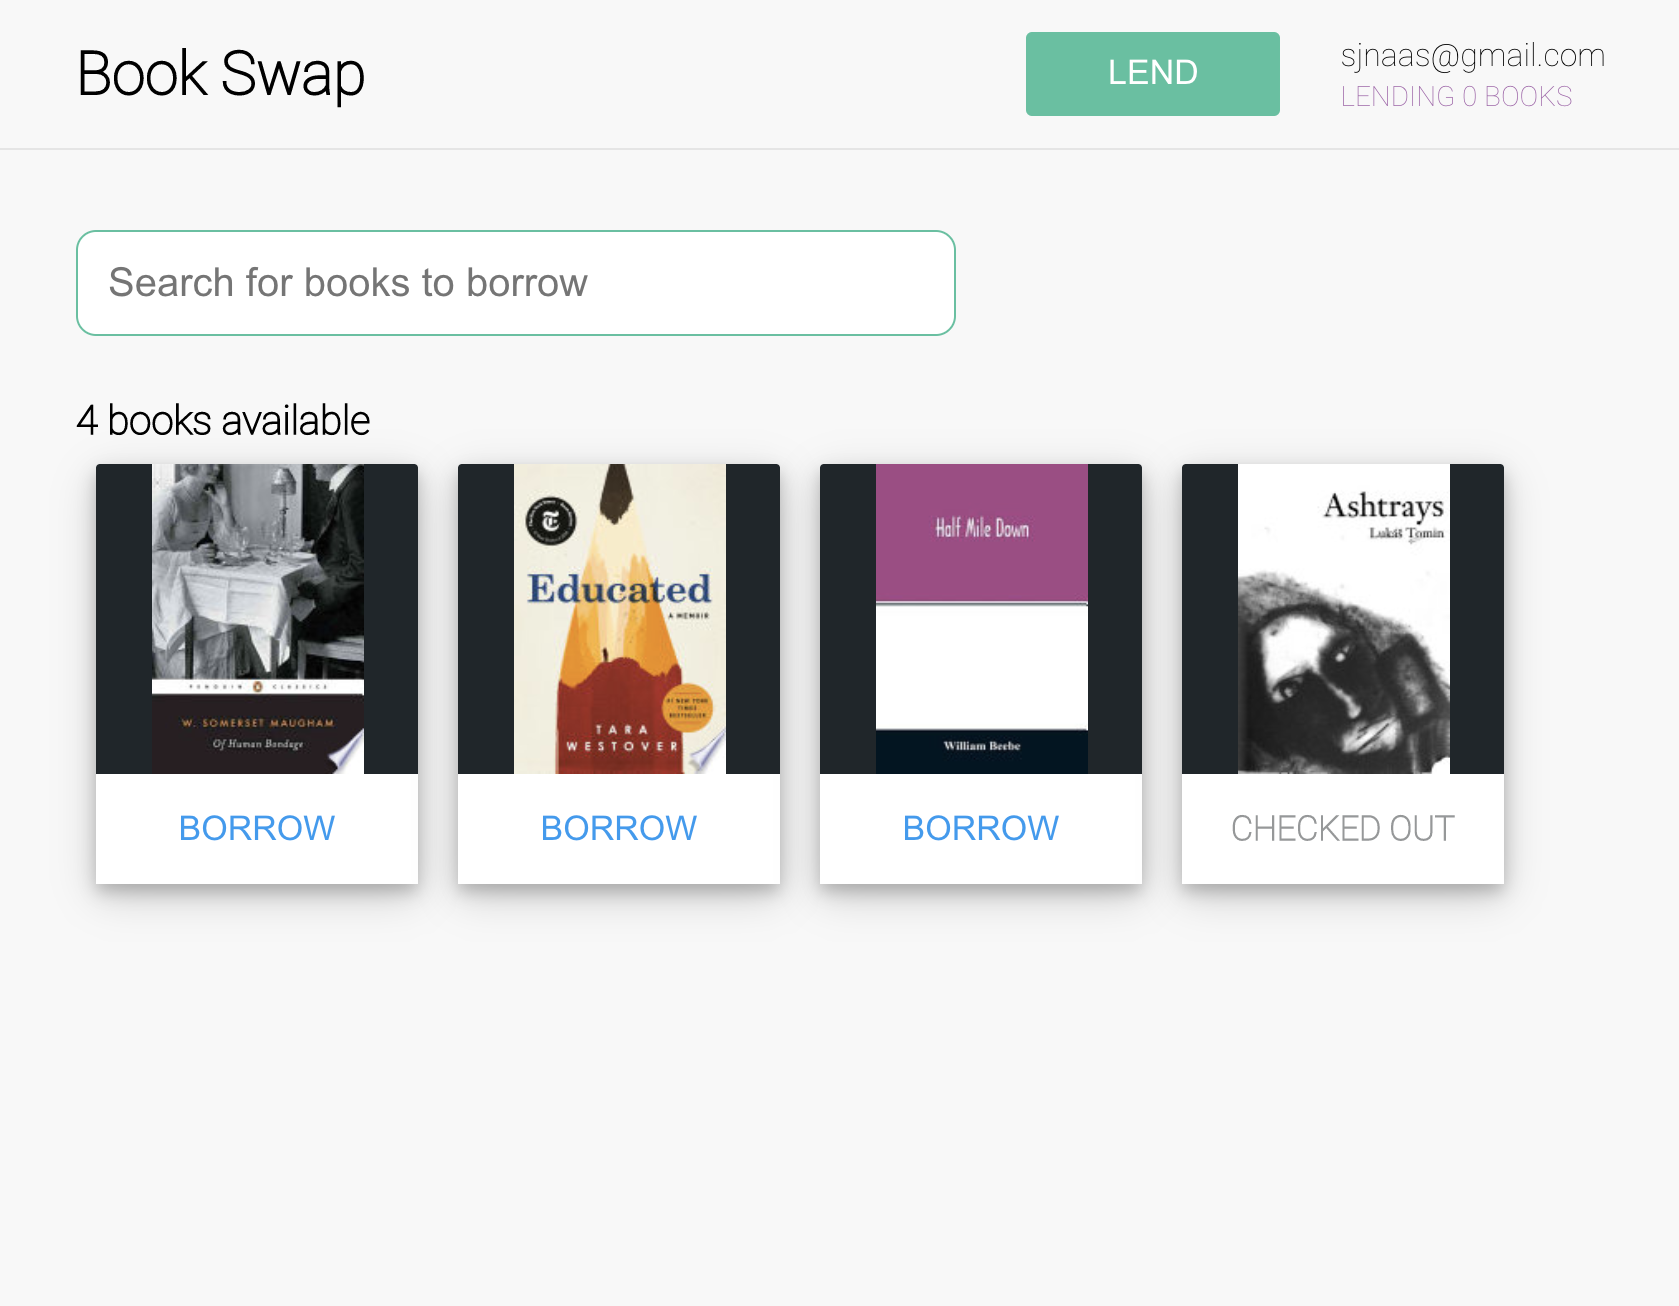 Book Swap
LEND
sjnaas@gmail.com
LENDING 0 BOOKS
Search for books to borrow
4 books available
PENGUIN CLASSICS
W. SOMERSET MAUGHAM
Of Human Bondage
BORROW
Educated
A MEMOIR
#1 NEW YORK
TIMES
BESTSELLER
TARA
WESTOVER
BORROW
Half Mile Down
William Beebe
BORROW
Ashtrays
Lukáš Tomin
CHECKED OUT